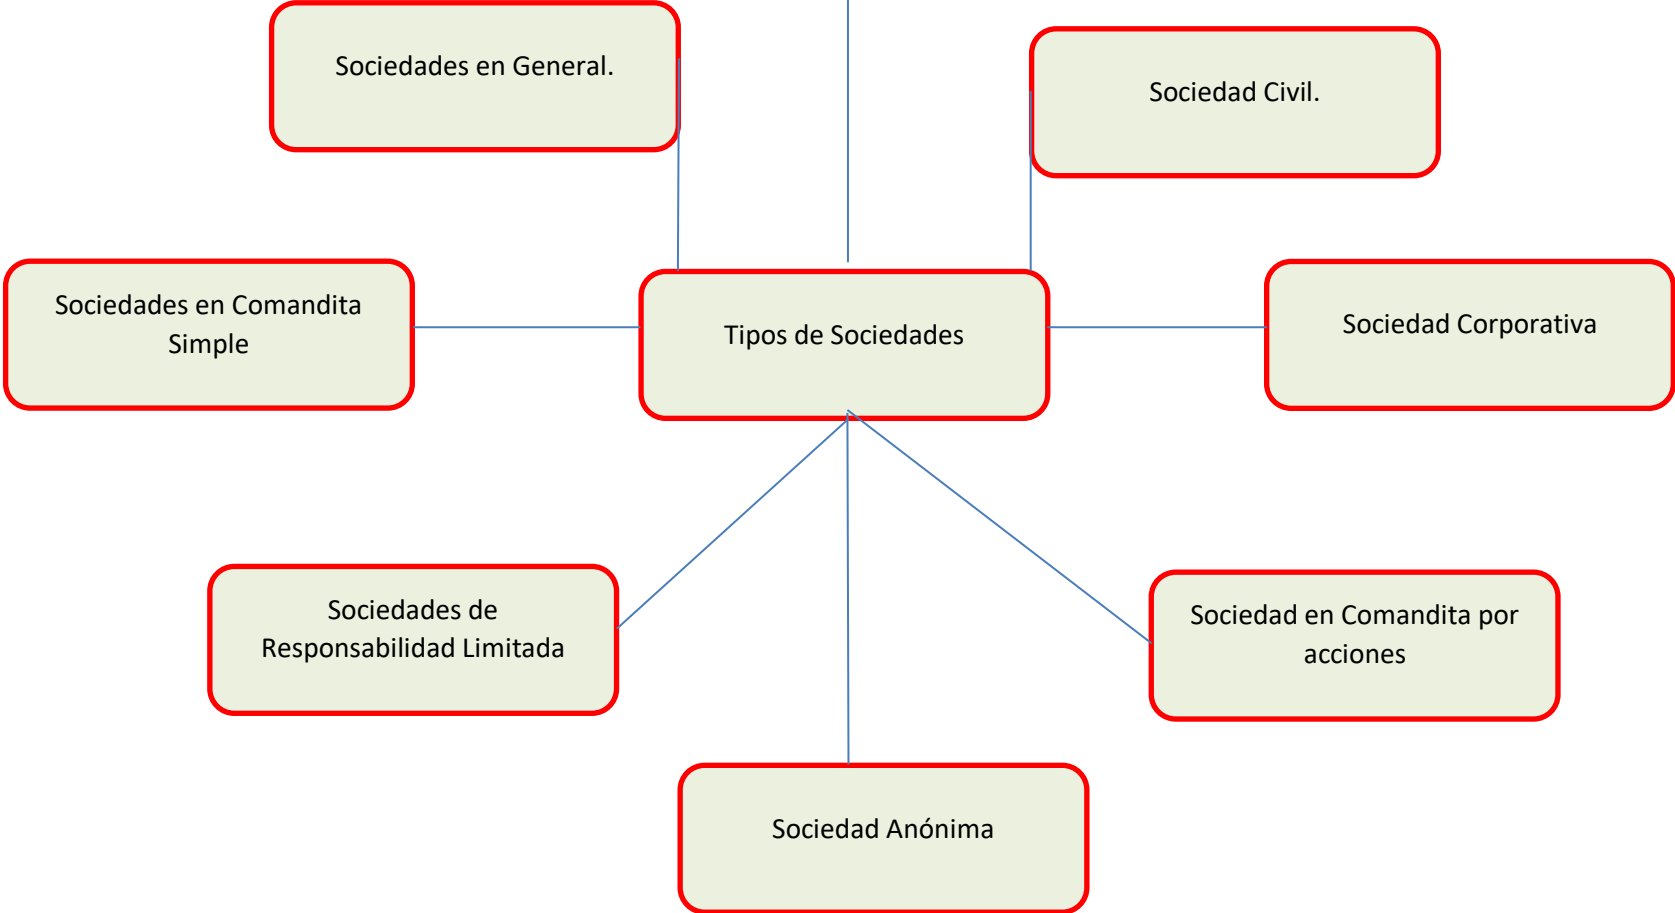 Sociedades en General.
Sociedad Civil.
Sociedades en Comandita
Simple
Tipos de Sociedades
Sociedad Corporativa
Sociedades de
Responsabilidad Limitada
Sociedad en Comandita por
acciones
Sociedad Anónima